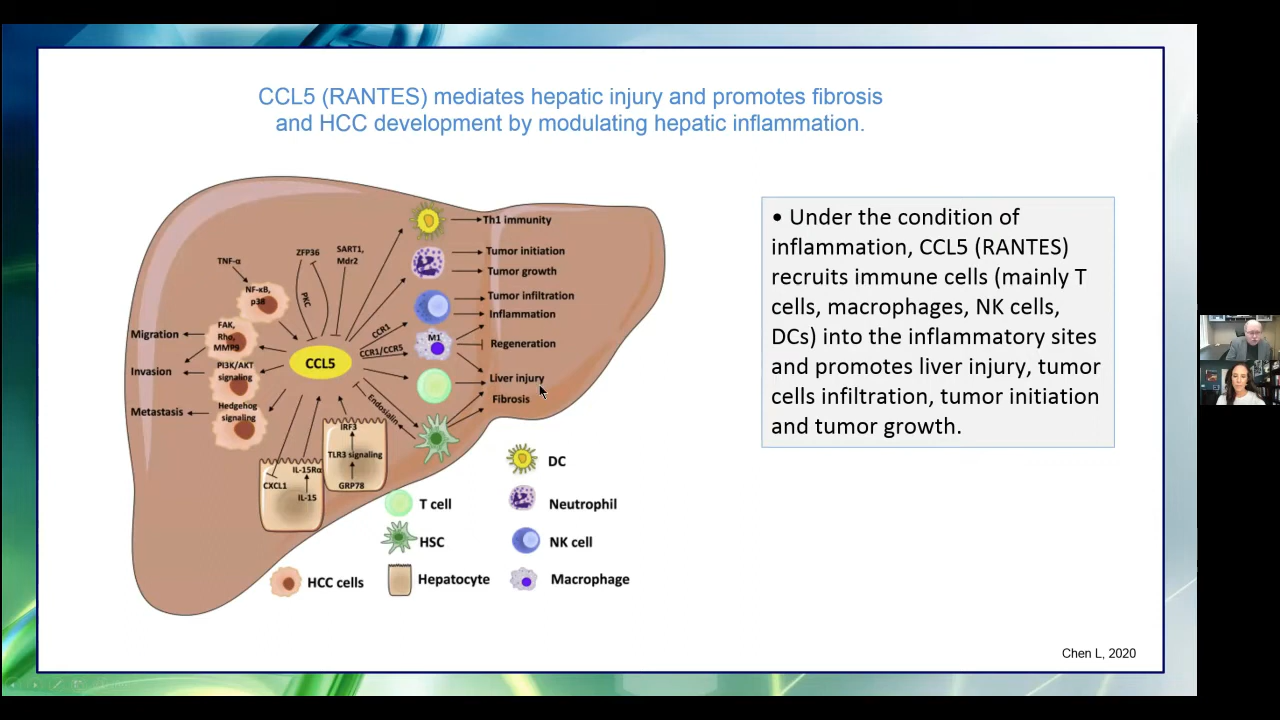 CCL5 (RANTES) mediates hepatic injury and promotes fibrosis
and HCC development by modulating hepatic inflammation.
Th1 immunity
ZFP36
SART1,
Mdr2
TNF-α
Tumor initiation
Tumor growth
NF-κB,
p38
PKC
Tumor infiltration
Inflammation
FAK,
Rho,
MMP9
Migration
CCR1
M1
CCR1/CCR5
Regeneration
CCL5
PI3K/AKT
signaling
Invasion
Liver injury
Fibrosis
Hedgehog
signaling
Metastasis
Endosialin
IRF3
TLR3 signaling
GRP78
IL-15Rα
CXCL1
IL-15
DC
T cell
Neutrophil
HSC
NK cell
HCC cells
Hepatocyte
Macrophage
• Under the condition of
inflammation, CCL5 (RANTES)
recruits immune cells (mainly T
cells, macrophages, NK cells,
DCs) into the inflammatory sites
and promotes liver injury, tumor
cells infiltration, tumor initiation
and tumor growth.
Chen L, 2020